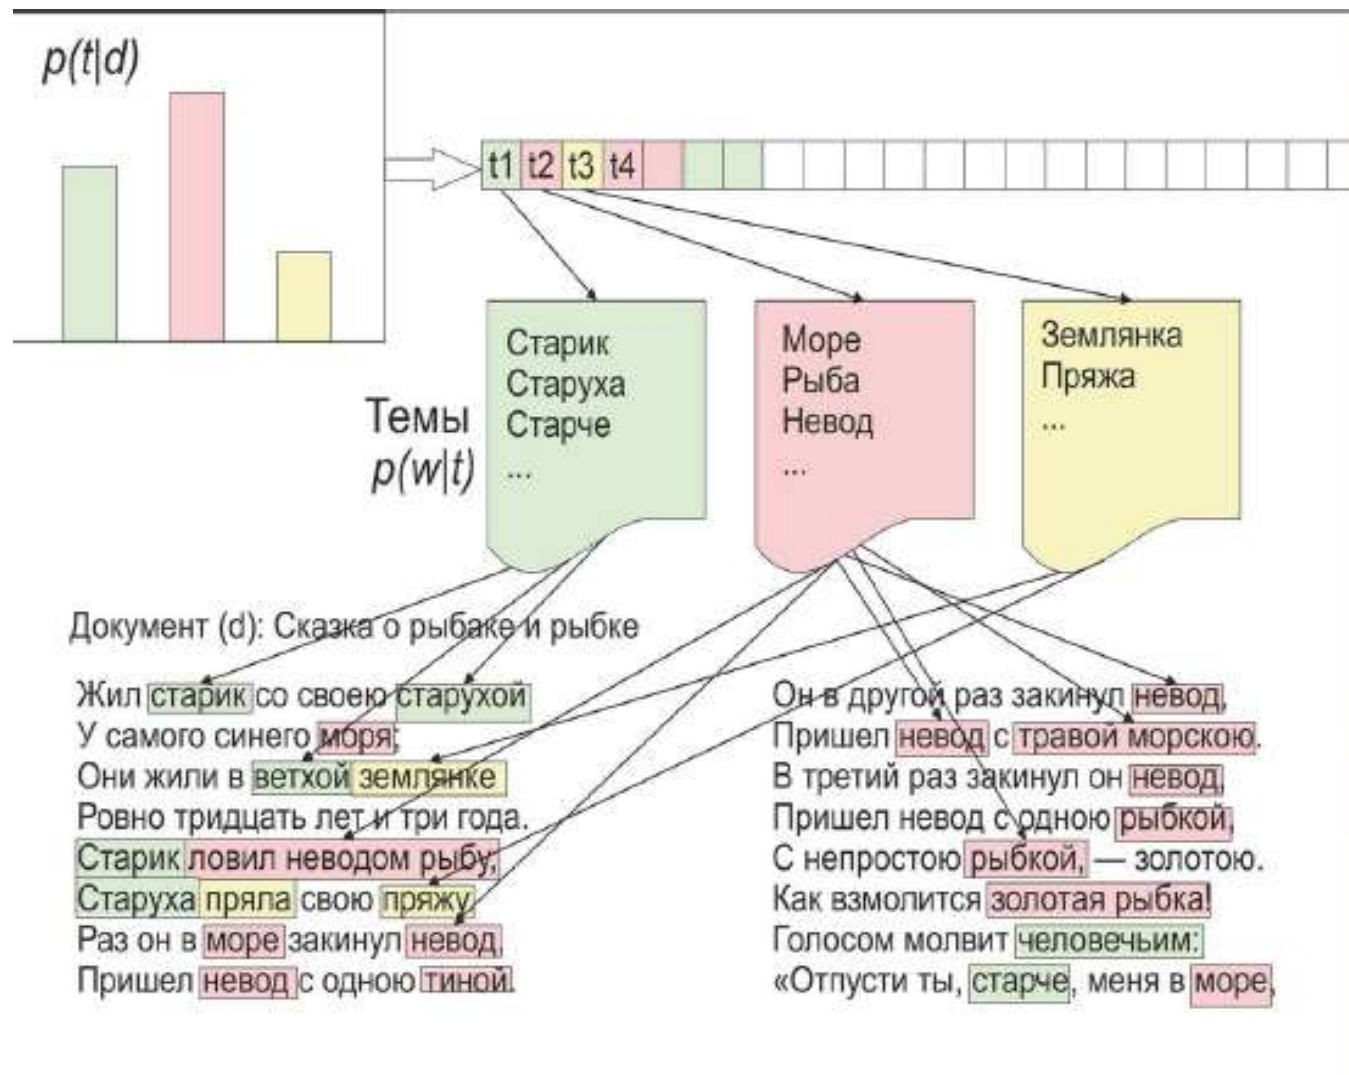 p(t|d)
t1 t2 t3 t4
Старик
Старуха
Старче
...
Море
Рыба
Невод
...
Землянка
Пряжа
...
Темы
p(w|t)
Документ (d): Сказка о рыбаке и рыбке
Жил старик со своею старухой
У самого синего моря;
Они жили в ветхой землянке
Ровно тридцать лет и три года.
Старик ловил неводом рыбу,
Старуха пряла свою пряжу
Раз он в море закинул невод,
Пришел невод с одною тиной.
Он в другой раз закинул невод,
Пришел невод с травой морскою.
В третий раз закинул он невод,
Пришел невод с одною рыбкой,
С непростою рыбкой, — золотою.
Как взмолится золотая рыбка!
Голосом молвит человечьим:
«Отпусти ты, старче, меня в море,